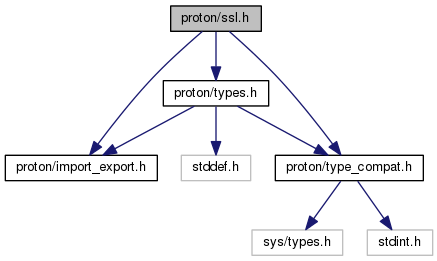 proton/ssl.h
proton/types.h
proton/import_export.h
stddef.h
proton/type_compat.h
sys/types.h
stdint.h